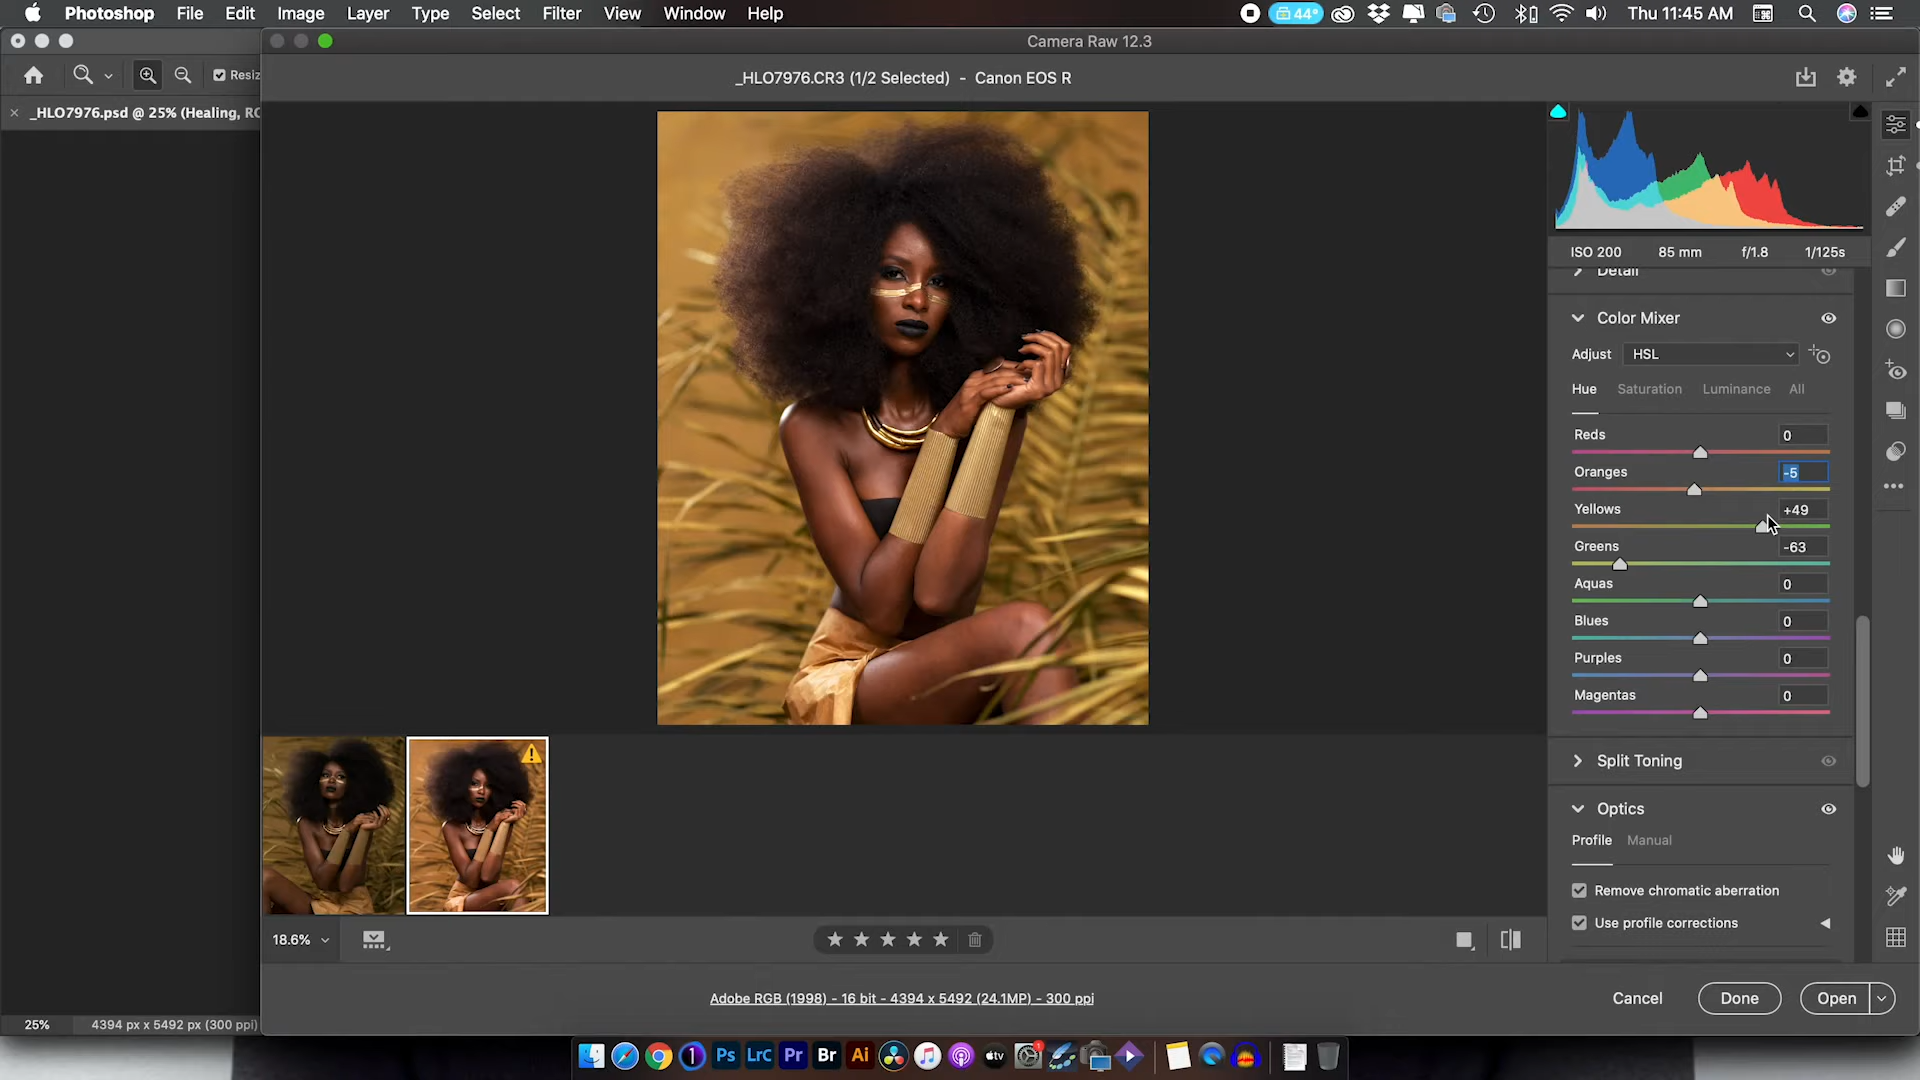 Photoshop File Edit Image Layer Type Select Filter View Window Help
44° Thu 11:45 AM
Camera Raw 12.3
Resiz
_HLO7976.CR3 (1/2 Selected) - Canon EOS R
_HLO7976.psd @ 25% (Healing, RG
ISO 200 85 mm f/1.8 1/125s
Detail
Color Mixer
Adjust HSL
Hue Saturation Luminance All
Reds 0
Oranges -5
Yellows +49
Greens -63
Aquas 0
Blues 0
Purples 0
Magentas 0
Split Toning
Optics
Profile Manual
Remove chromatic aberration
Use profile corrections
18.6%
Adobe RGB (1998) - 16 bit - 4394 x 5492 (24.1MP) - 300 ppi
Cancel Done Open
25% 4394 px x 5492 px (300 ppi)
Ps LrC Pr Br Ai tv 1